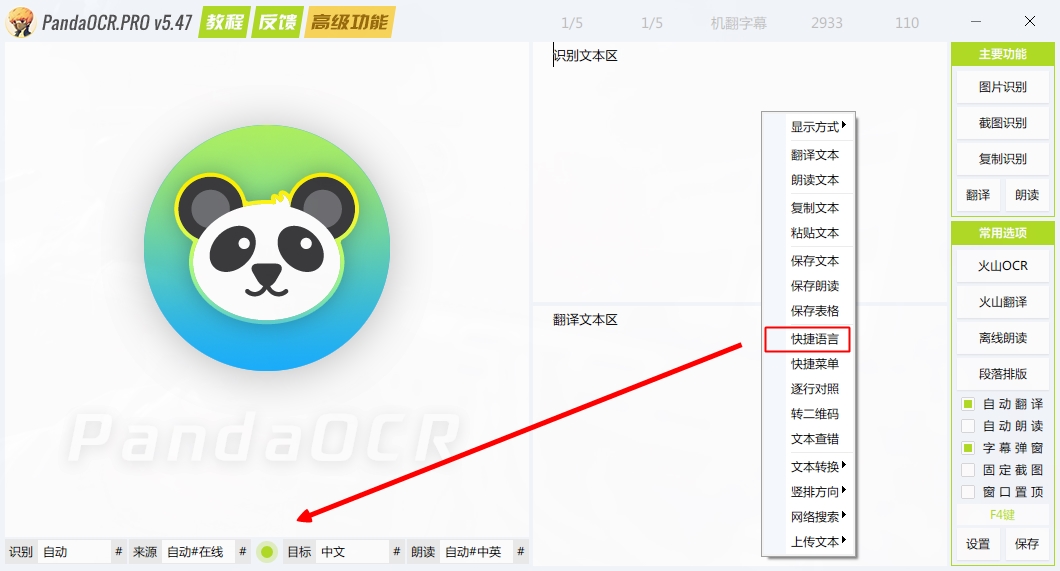 PandaOCR.PRO v5.47 教程 反馈 高级功能 1/5 1/5 机翻字幕 2933 110
识别文本区
翻译文本区
PandaOCR
识别 自动 # 来源 自动#在线 # 目标 中文 # 朗读 自动#中英 #
显示方式
翻译文本
朗读文本
复制文本
粘贴文本
保存文本
保存朗读
保存表格
快捷语言
快捷菜单
逐行对照
转二维码
文本查错
文本转换
竖排方向
网络搜索
上传文本
主要功能
图片识别
截图识别
复制识别
翻译 朗读
常用选项
火山OCR
火山翻译
离线朗读
段落排版
自动翻译
自动朗读
字幕弹窗
固定截图
窗口置顶
F4键
设置 保存